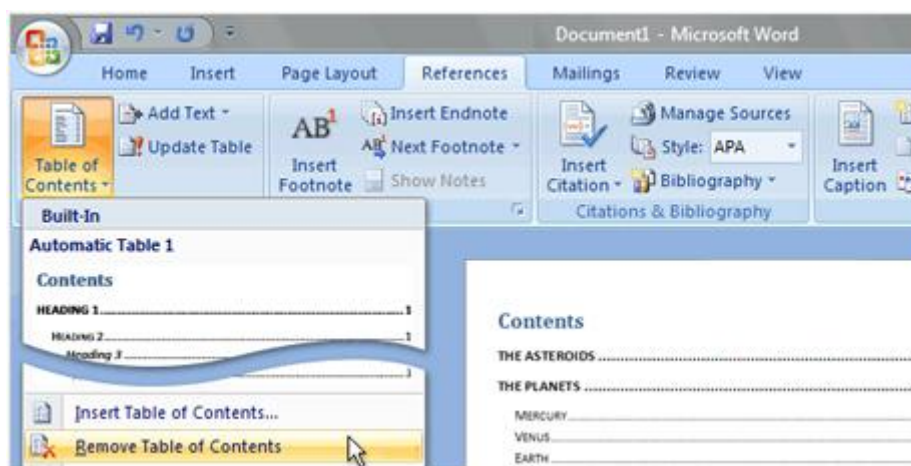 Document1 - Microsoft Word
Home Insert Page Layout References Mailings Review View
Table of Contents
Add Text
Update Table
AB1
Insert Footnote
Insert Endnote
AB1 Next Footnote
Show Notes
Insert Citation
Manage Sources
Style: APA
Bibliography
Citations & Bibliography
Insert Caption
Built-In
Automatic Table 1
Contents
HEADING 1 1
HEADING 2 1
Heading 3
1
Insert Table of Contents...
Remove Table of Contents
Contents
THE ASTEROIDS
THE PLANETS
MERCURY
VENUS
EARTH